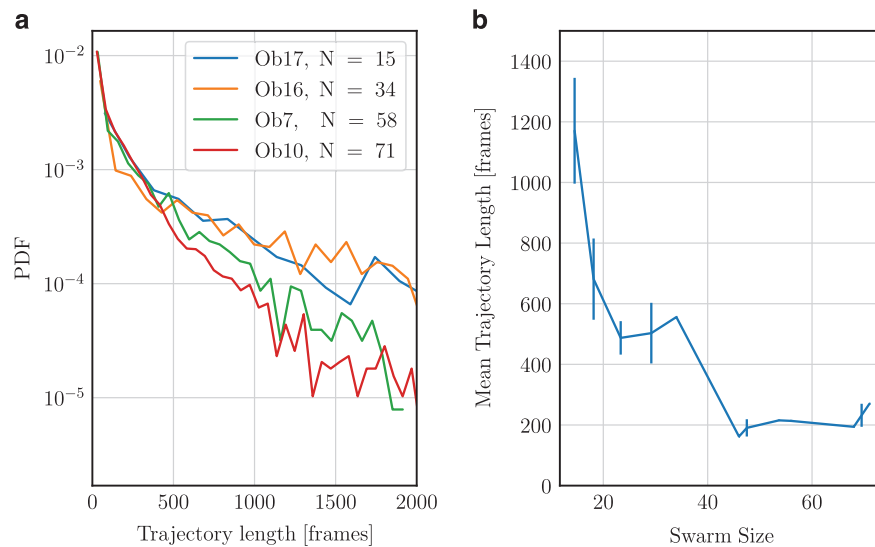 a
10⁻²
10⁻³
10⁻⁴
10⁻⁵
PDF
Ob17, N = 15
Ob16, N = 34
Ob7, N = 58
Ob10, N = 71
0 500 1000 1500 2000
Trajectory length [frames]
b
1400
1200
1000
800
600
400
200
0
Mean Trajectory Length [frames]
20 40 60
Swarm Size